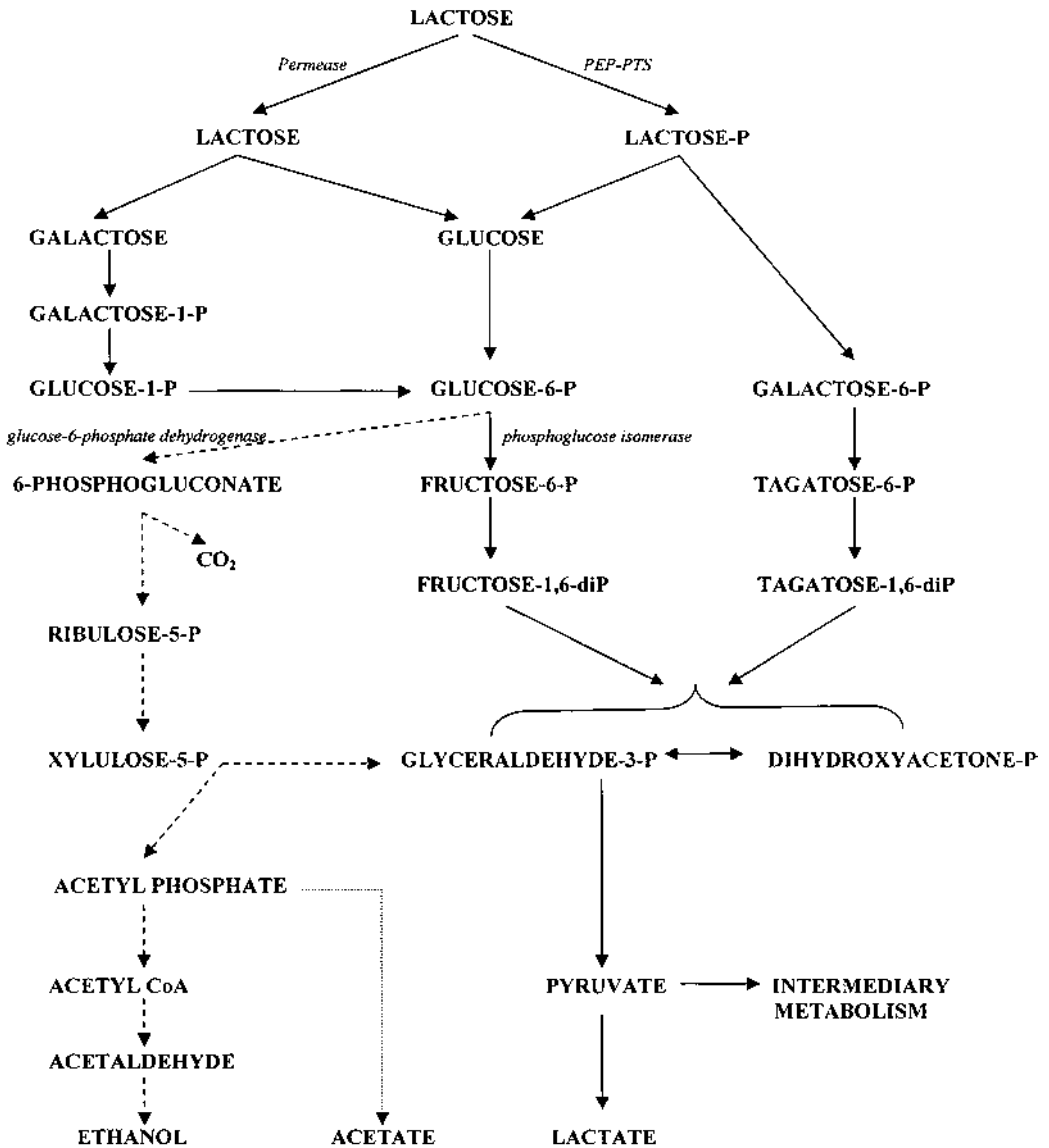 LACTOSE
Permease
PEP-PTS
LACTOSE
LACTOSE-P
GALACTOSE
GLUCOSE
GALACTOSE-1-P
GLUCOSE-1-P
GLUCOSE-6-P
GALACTOSE-6-P
glucose-6-phosphate dehydrogenase
phosphoglucose isomerase
6-PHOSPHOGLUCONATE
FRUCTOSE-6-P
TAGATOSE-6-P
CO₂
FRUCTOSE-1,6-diP
TAGATOSE-1,6-diP
RIBULOSE-5-P
XYLULOSE-5-P
GLYCERALDEHYDE-3-P
DIHYDROXYACETONE-P
ACETYL PHOSPHATE
ACETYL CoA
PYRUVATE
INTERMEDIARY
METABOLISM
ACETALDEHYDE
ETHANOL
ACETATE
LACTATE